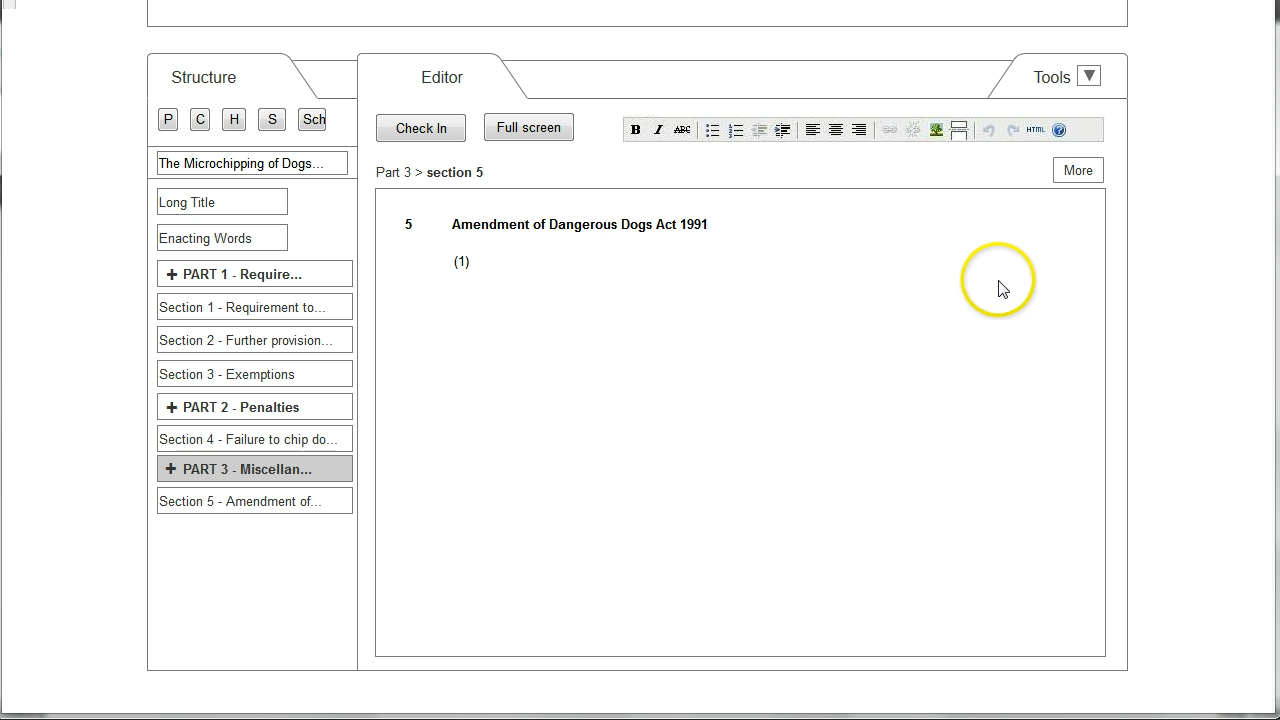 Structure
Editor
Tools
P C H S Sch
Check In
Full screen
B I ABC
HTML
The Microchipping of Dogs...
Part 3 > section 5
More
Long Title
Enacting Words
PART 1 - Require...
Section 1 - Requirement to...
Section 2 - Further provision...
Section 3 - Exemptions
PART 2 - Penalties
Section 4 - Failure to chip do...
PART 3 - Miscellan...
Section 5 - Amendment of...
5 Amendment of Dangerous Dogs Act 1991
(1)